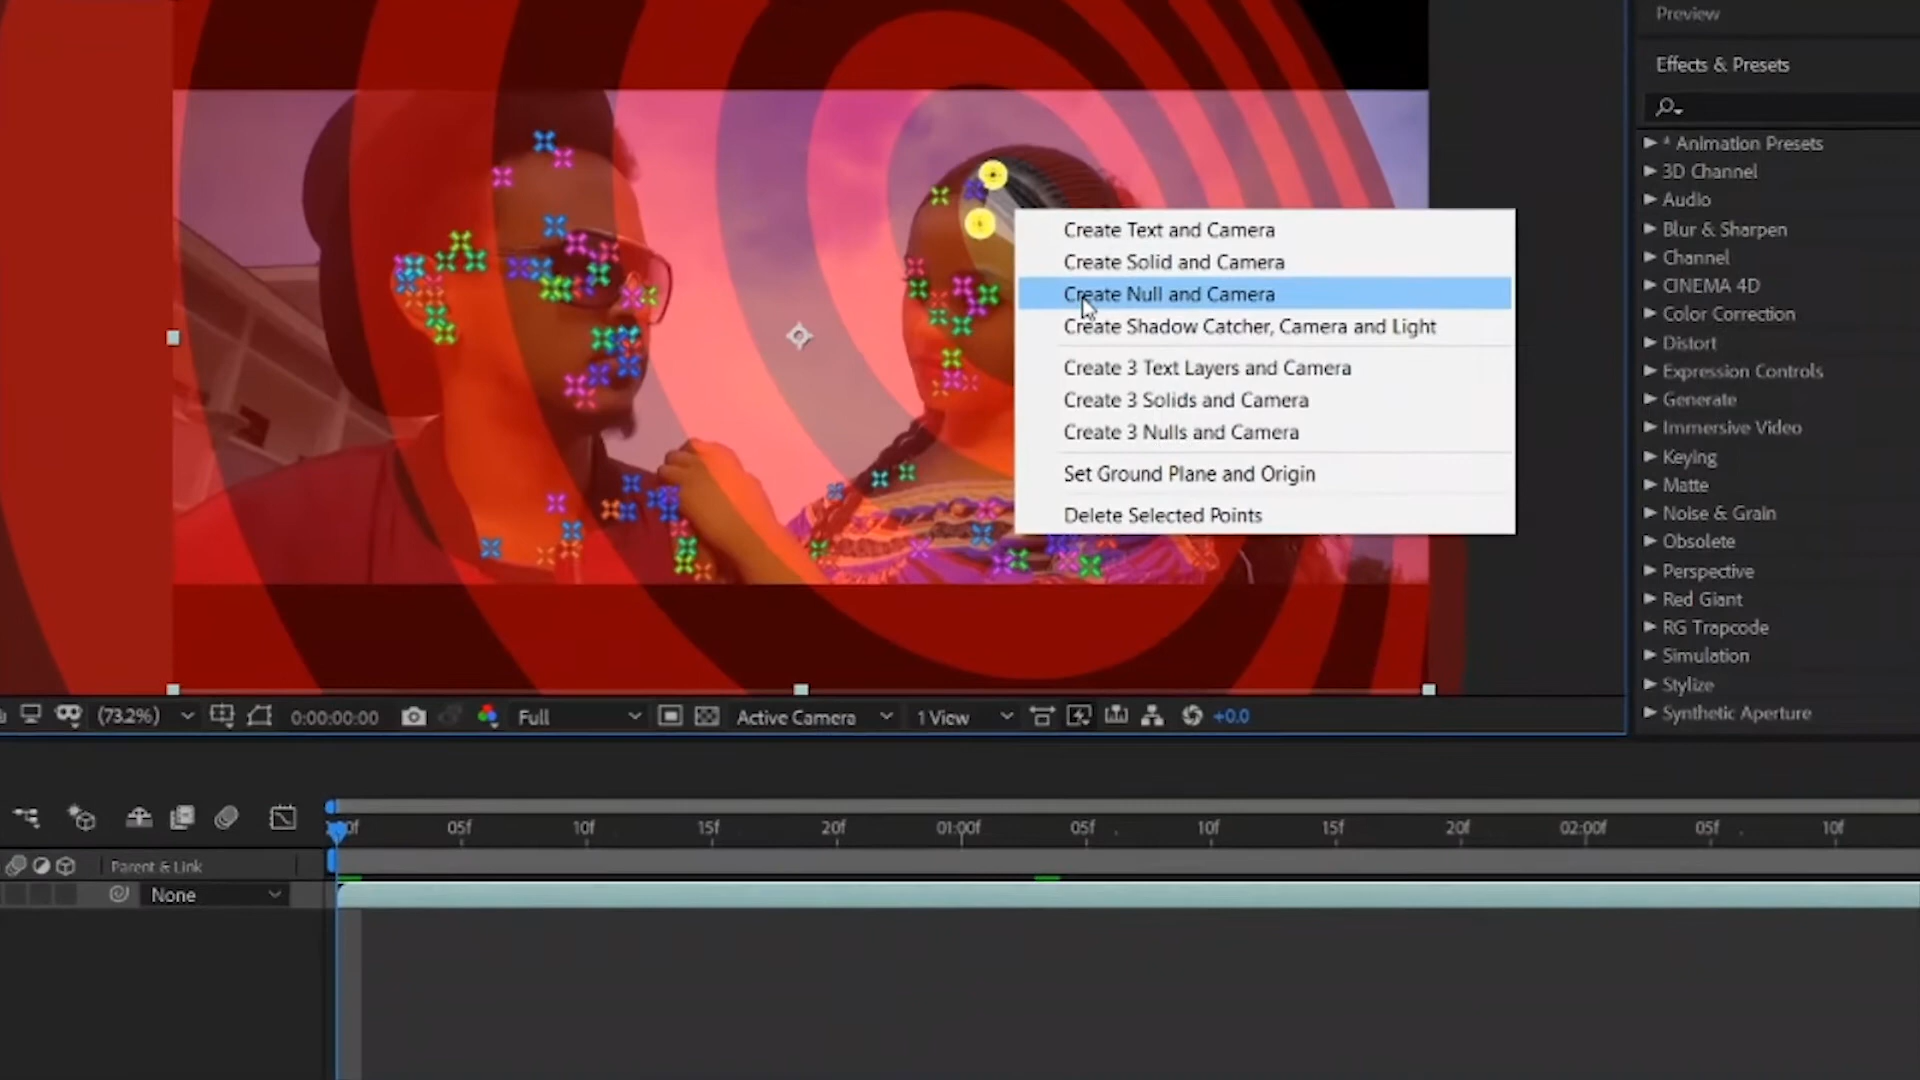 Preview
Effects & Presets
* Animation Presets
3D Channel
Audio
Blur & Sharpen
Channel
CINEMA 4D
Color Correction
Distort
Expression Controls
Generate
Immersive Video
Keying
Matte
Noise & Grain
Obsolete
Perspective
Red Giant
RG Trapcode
Simulation
Stylize
Synthetic Aperture
Create Text and Camera
Create Solid and Camera
Create Null and Camera
Create Shadow Catcher, Camera and Light
Create 3 Text Layers and Camera
Create 3 Solids and Camera
Create 3 Nulls and Camera
Set Ground Plane and Origin
Delete Selected Points
(73.2%) 0:00:00:00 Full Active Camera 1 View +0.0
05f 10f 15f 20f 01:00f 05f 10f 15f 20f 02:00f 05f 10f
Parent & Link
None